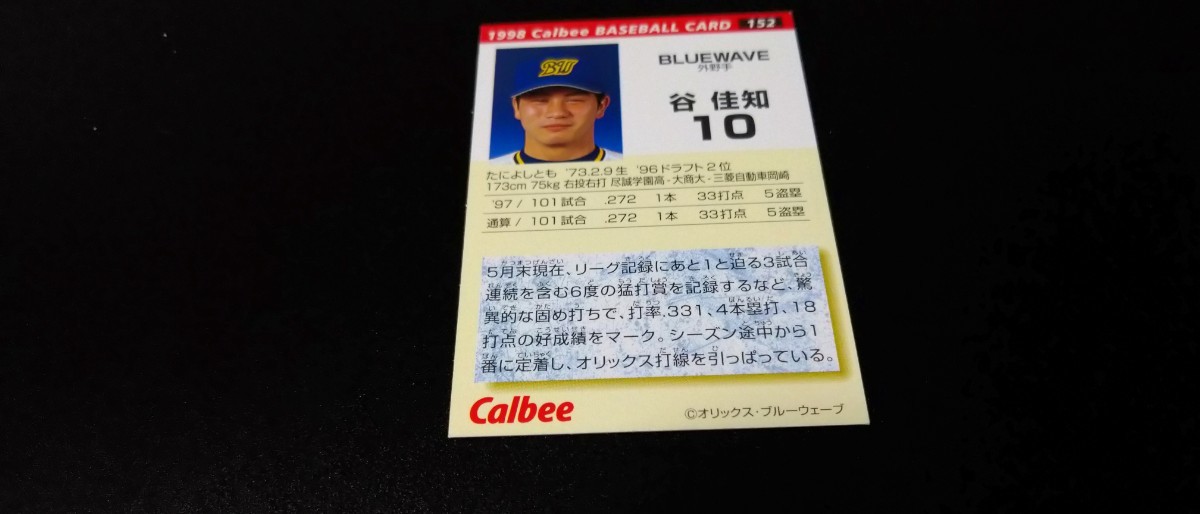 1998 Calbee BASEBALL CARD 152
BW
BLUEWAVE
外野手
谷 佳知
10
たによしとも '73.2.9生 '96ドラフト2位
173cm 75kg 右投右打 尽誠学園高-大商大-三菱自動車岡崎
'97/ 101試合 .272 1本 33打点 5盗塁
通算/ 101試合 .272 1本 33打点 5盗塁
5月末現在、リーグ記録にあと1と迫る3試合
連続を含む6度の猛打賞を記録するなど、驚
異的な固め打ちで、打率.331、4本塁打、18
打点の好成績をマーク。シーズン途中から1
番に定着し、オリックス打線を引っぱっている。
Calbee
©オリックス・ブルーウェーブ